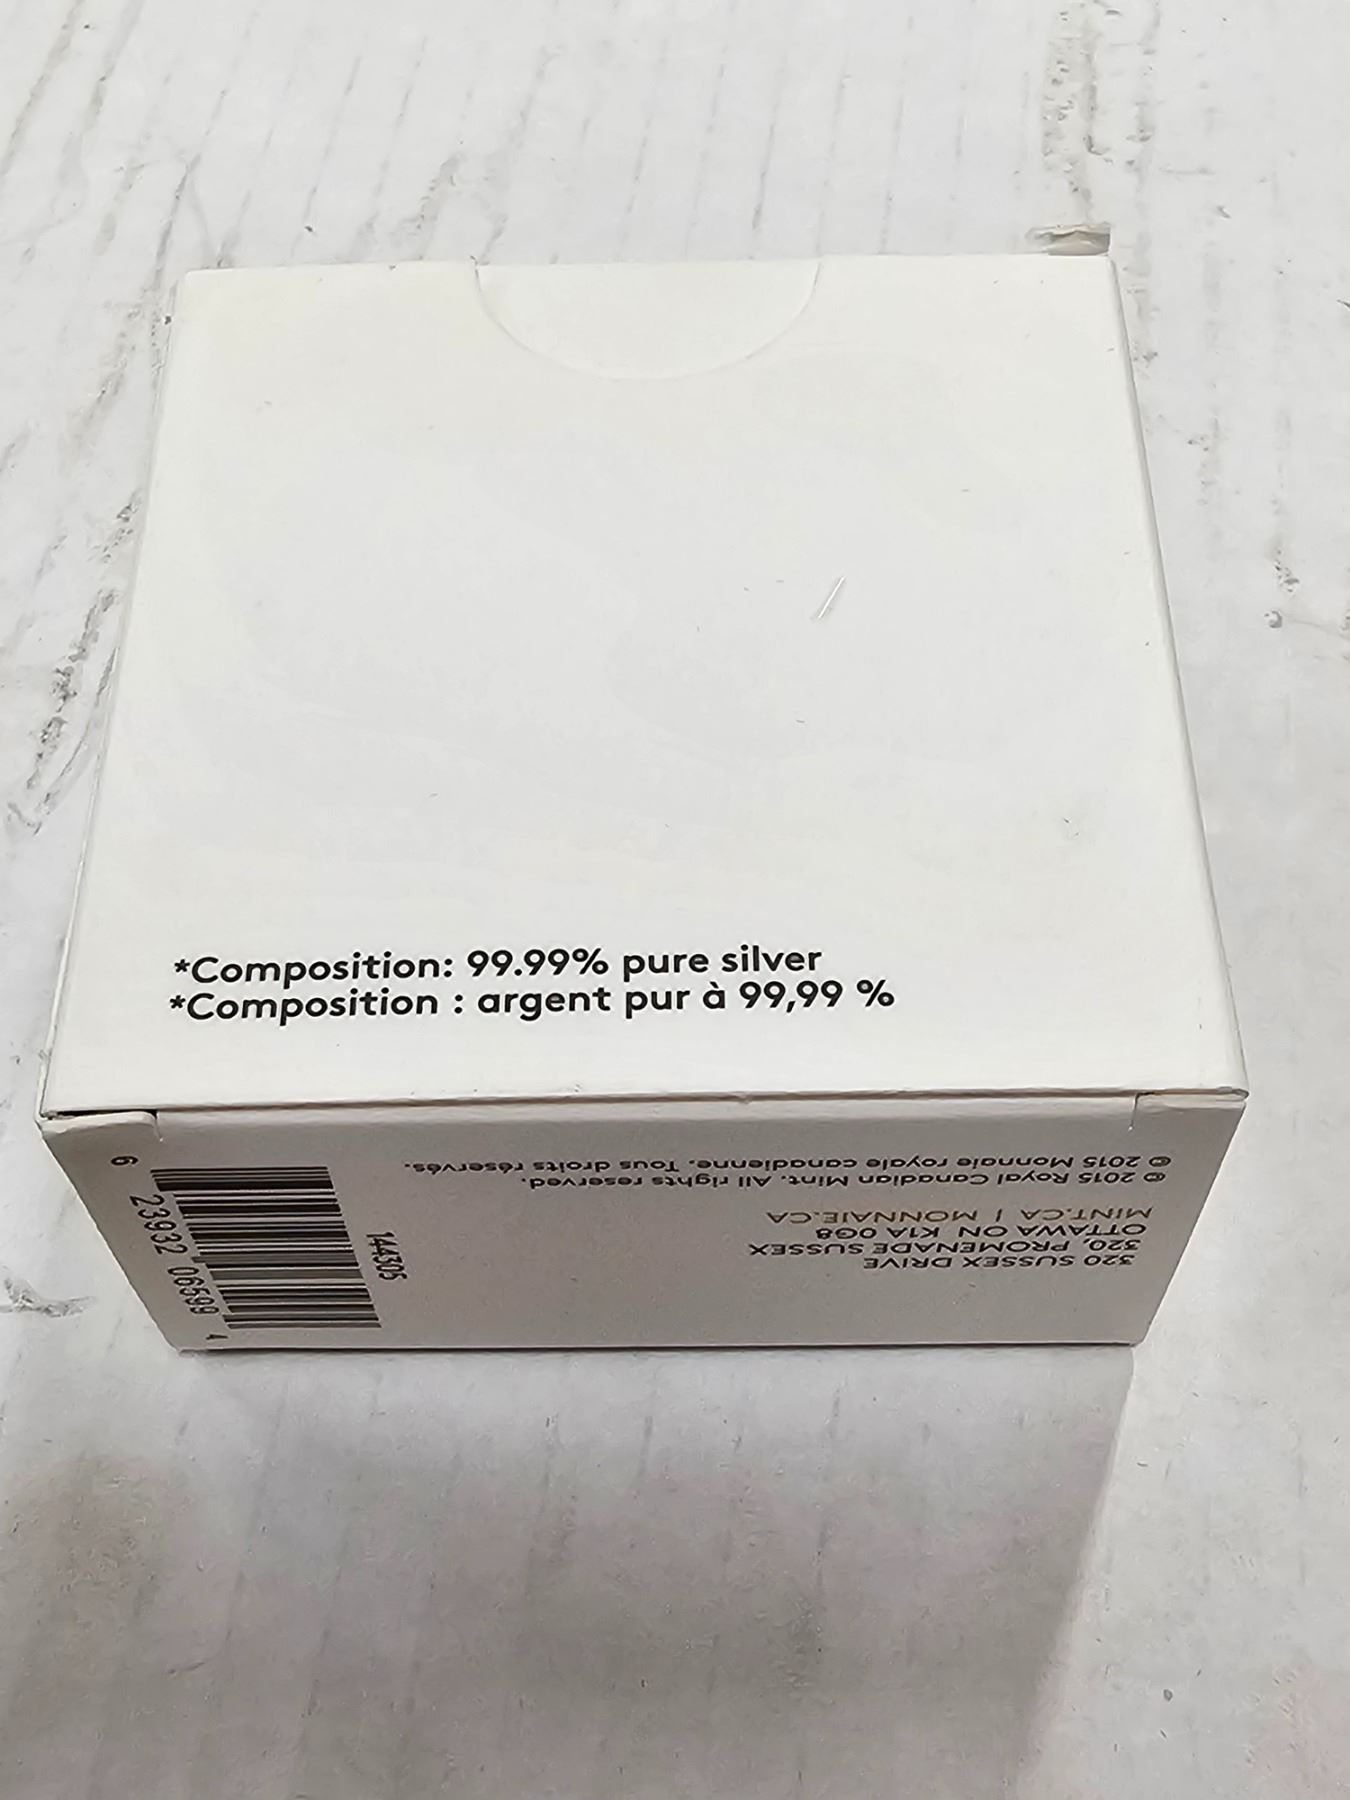 *Composition: 99.99% pure silver
*Composition : argent pur à 99,99 %
320 SUSSEX DRIVE
320, PROMENADE SUSSEX
OTTAWA ON K1A 0G8
MINT.CA | MONNAIE.CA
© 2015 Royal Canadian Mint. All rights reserved.
© 2015 Monnaie royale canadienne. Tous droits réservés.
144305
6 23932 06599 4